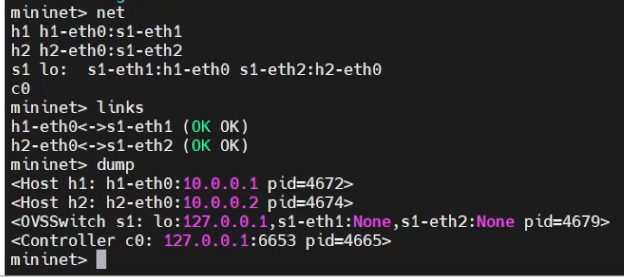 mininet> net
h1 h1-eth0:s1-eth1
h2 h2-eth0:s1-eth2
s1 lo:  s1-eth1:h1-eth0 s1-eth2:h2-eth0
c0
mininet> links
h1-eth0<->s1-eth1 (OK OK)
h2-eth0<->s1-eth2 (OK OK)
mininet> dump
<Host h1: h1-eth0:10.0.0.1 pid=4672>
<Host h2: h2-eth0:10.0.0.2 pid=4674>
<OVSSwitch s1: lo:127.0.0.1,s1-eth1:None,s1-eth2:None pid=4679>
<Controller c0: 127.0.0.1:6653 pid=4665>
mininet>